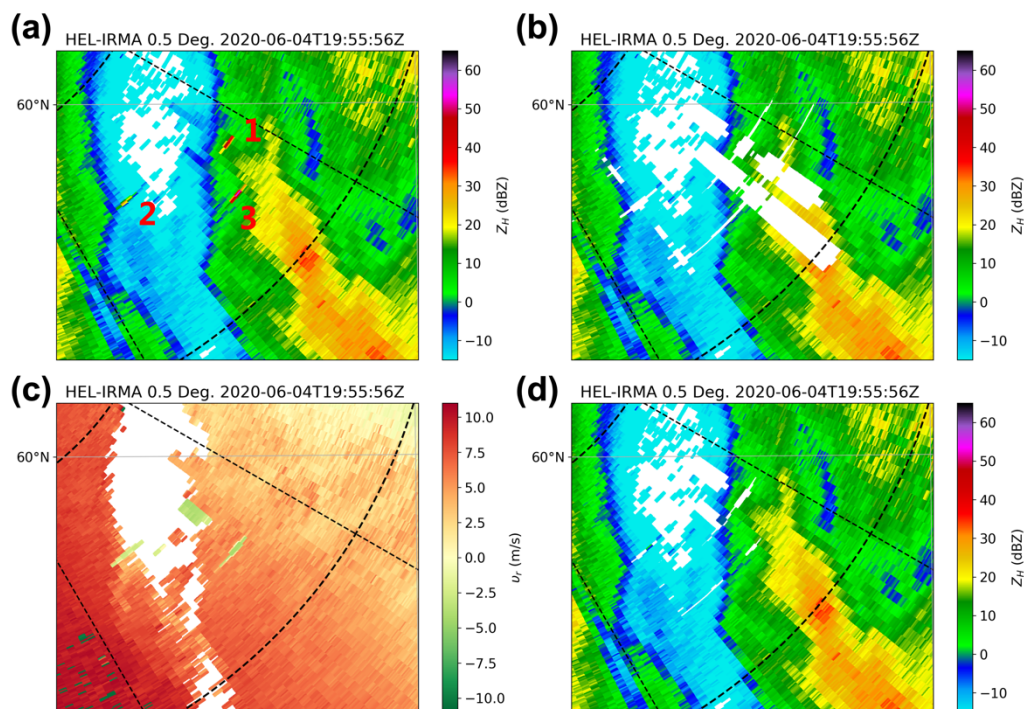 (a)
HEL-IRMA 0.5 Deg. 2020-06-04T19:55:56Z
60°N
1
2
3
60
50
40
30
20
10
0
−10
Z_H (dBZ)
(b)
HEL-IRMA 0.5 Deg. 2020-06-04T19:55:56Z
60°N
60
50
40
30
20
10
0
−10
Z_H (dBZ)
(c)
HEL-IRMA 0.5 Deg. 2020-06-04T19:55:56Z
60°N
10.0
7.5
5.0
2.5
0.0
−2.5
−5.0
−7.5
−10.0
υ_r (m/s)
(d)
HEL-IRMA 0.5 Deg. 2020-06-04T19:55:56Z
60°N
60
50
40
30
20
10
0
−10
Z_H (dBZ)